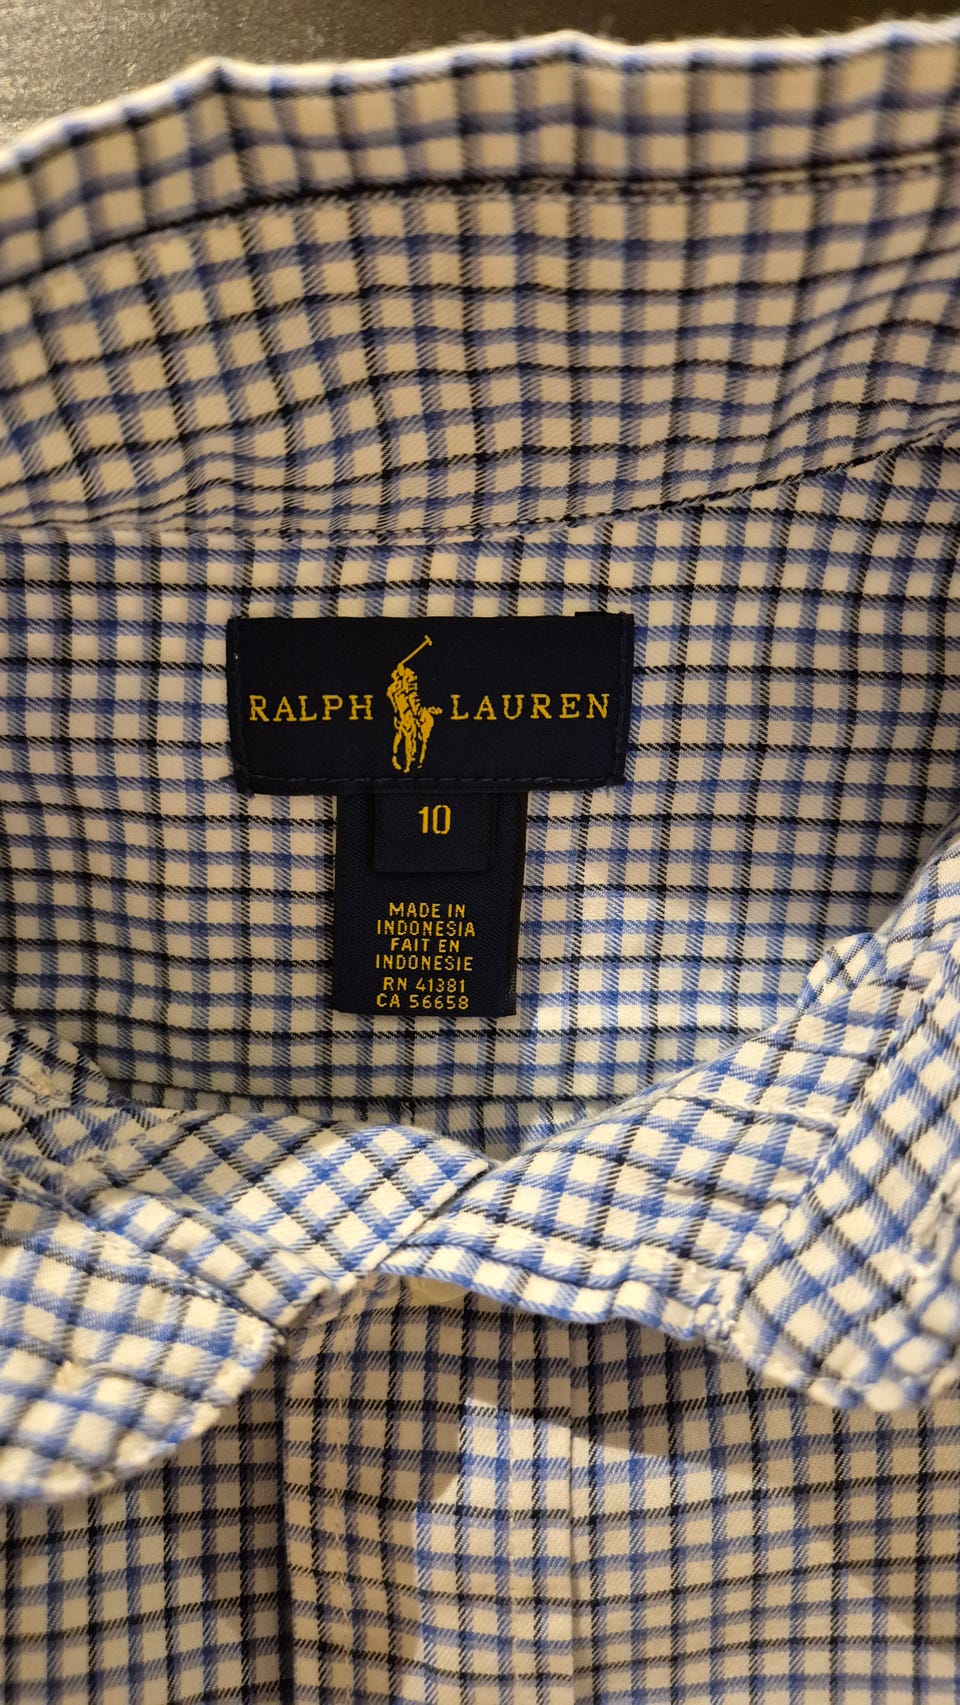 RALPH LAUREN
10
MADE IN
INDONESIA
FAIT EN
INDONESIE
RN 41381
CA 56658